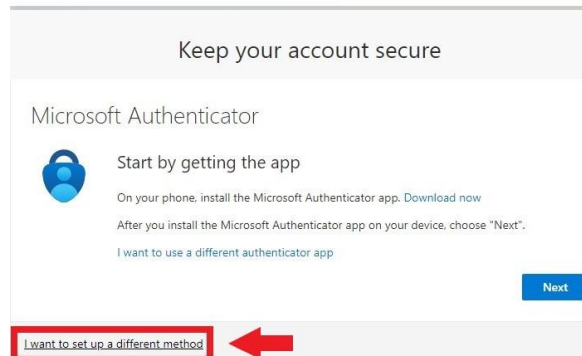 Keep your account secure
Microsoft Authenticator
Start by getting the app
On your phone, install the Microsoft Authenticator app. Download now
After you install the Microsoft Authenticator app on your device, choose "Next".
I want to use a different authenticator app
Next
I want to set up a different method